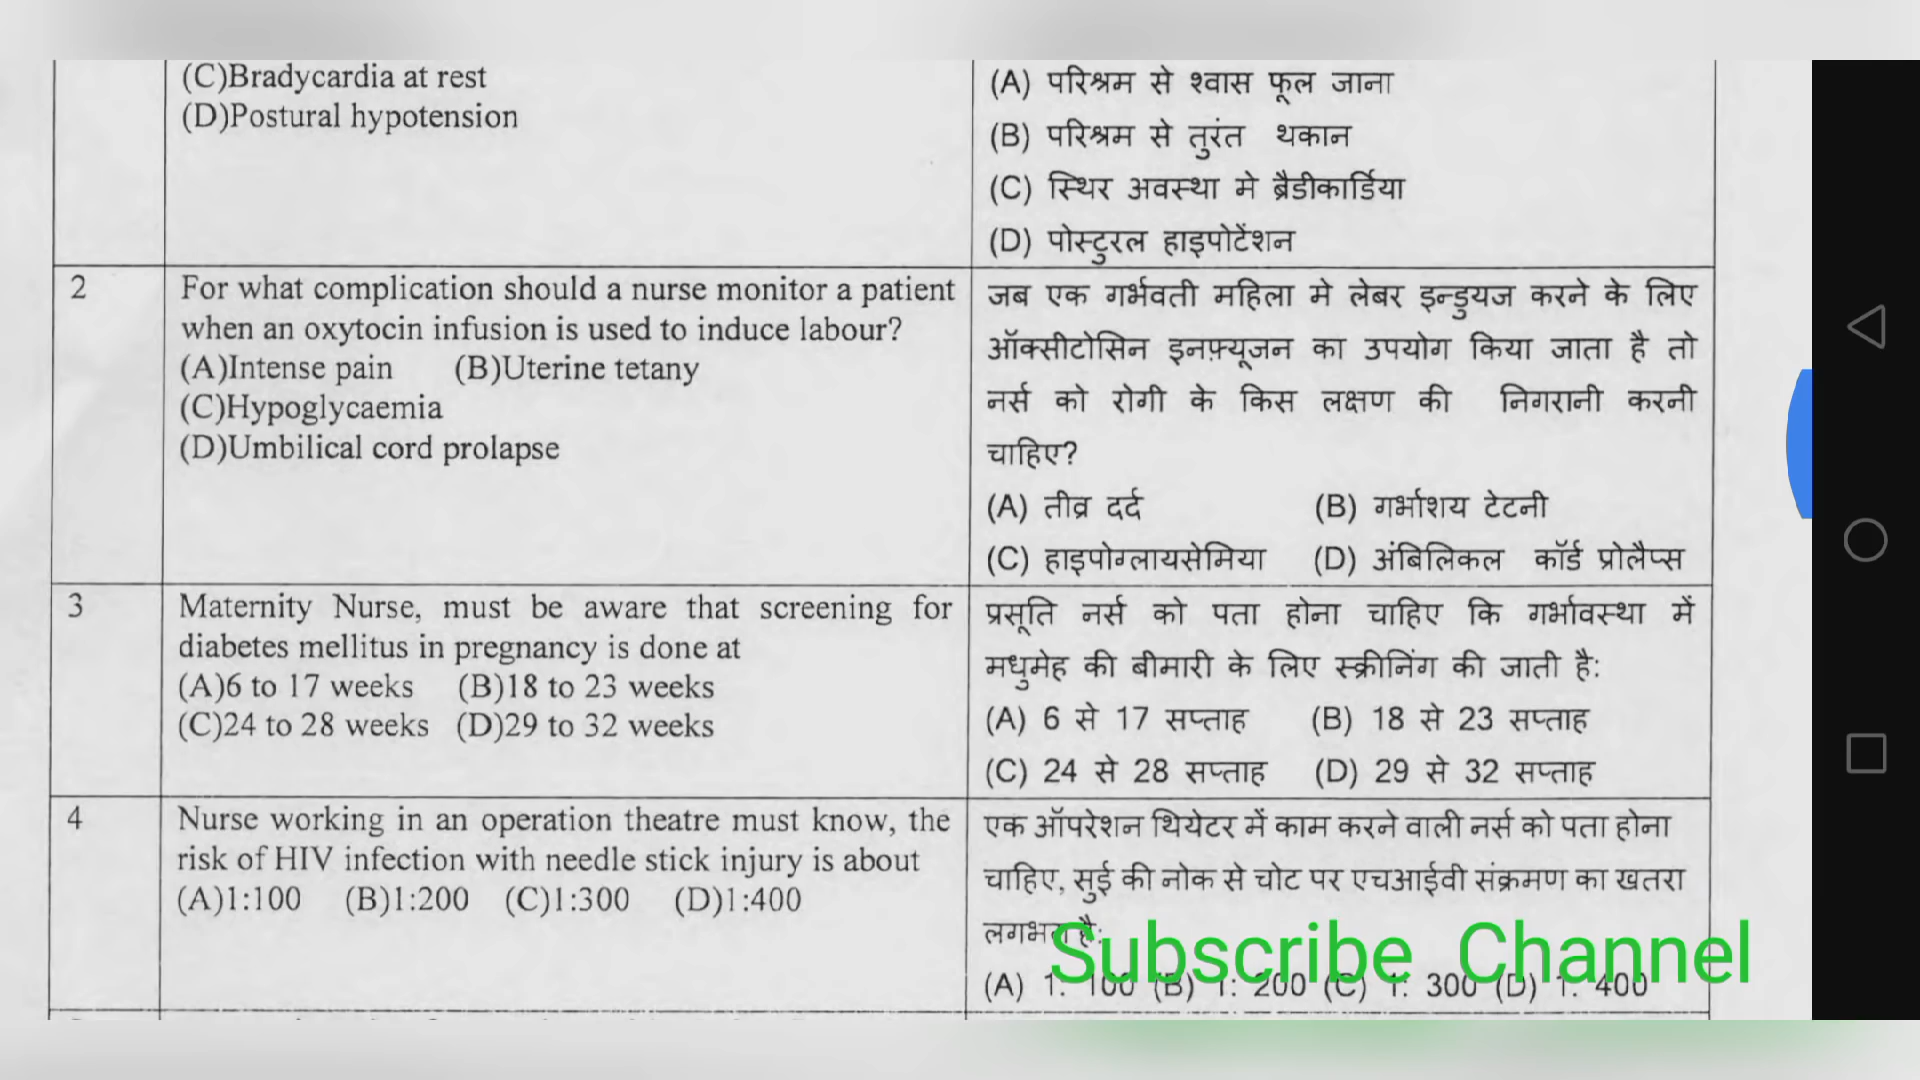 (C)Bradycardia at rest
(D)Postural hypotension
(A) परिश्रम से श्वास फूल जाना
(B) परिश्रम से तुरंत थकान
(C) स्थिर अवस्था मे ब्रैडीकार्डिया
(D) पोस्टुरल हाइपोटेंशन
2
For what complication should a nurse monitor a patient
when an oxytocin infusion is used to induce labour?
(A)Intense pain (B)Uterine tetany
(C)Hypoglycaemia
(D)Umbilical cord prolapse
जब एक गर्भवती महिला मे लेबर इन्डुयज करने के लिए
ऑक्सीटोसिन इनफ़्यूजन का उपयोग किया जाता है तो
नर्स को रोगी के किस लक्षण की निगरानी करनी
चाहिए?
(A) तीव्र दर्द (B) गर्भाशय टेटनी
(C) हाइपोग्लायसेमिया (D) अंबिलिकल कॉर्ड प्रोलैप्स
3
Maternity Nurse, must be aware that screening for
diabetes mellitus in pregnancy is done at
(A)6 to 17 weeks (B)18 to 23 weeks
(C)24 to 28 weeks (D)29 to 32 weeks
प्रसूति नर्स को पता होना चाहिए कि गर्भावस्था में
मधुमेह की बीमारी के लिए स्क्रीनिंग की जाती है:
(A) 6 से 17 सप्ताह (B) 18 से 23 सप्ताह
(C) 24 से 28 सप्ताह (D) 29 से 32 सप्ताह
4
Nurse working in an operation theatre must know, the
risk of HIV infection with needle stick injury is about
(A)1:100 (B)1:200 (C)1:300 (D)1:400
एक ऑपरेशन थियेटर में काम करने वाली नर्स को पता होना
चाहिए, सुई की नोक से चोट पर एचआईवी संक्रमण का खतरा
लगभग है:
(A) 1: 100 (B) 1: 200 (C) 1: 300 (D) 1: 400
Subscribe Channel